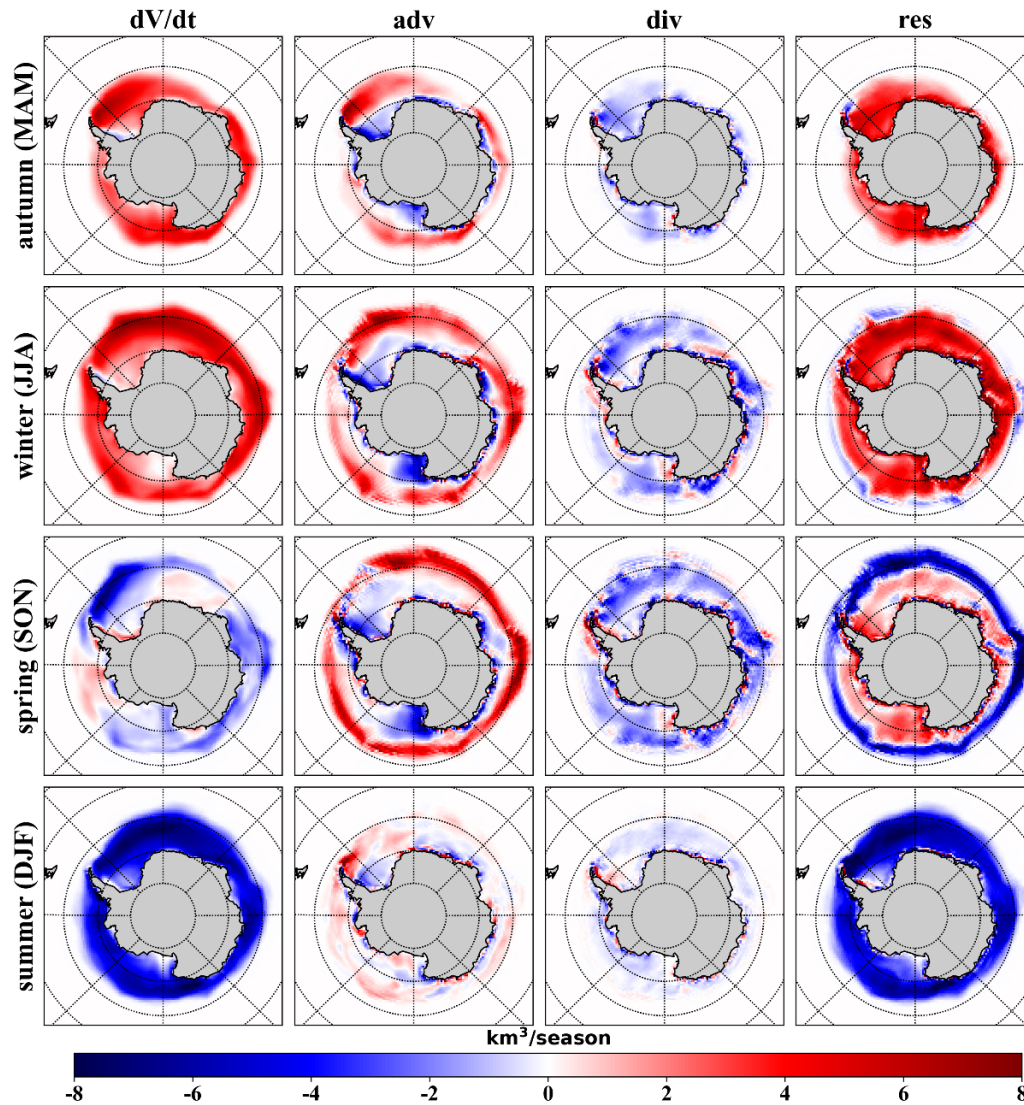 dV/dt adv div res
autumn (MAM)
winter (JJA)
spring (SON)
summer (DJF)
km³/season
-8 -6 -4 -2 0 2 4 6 8